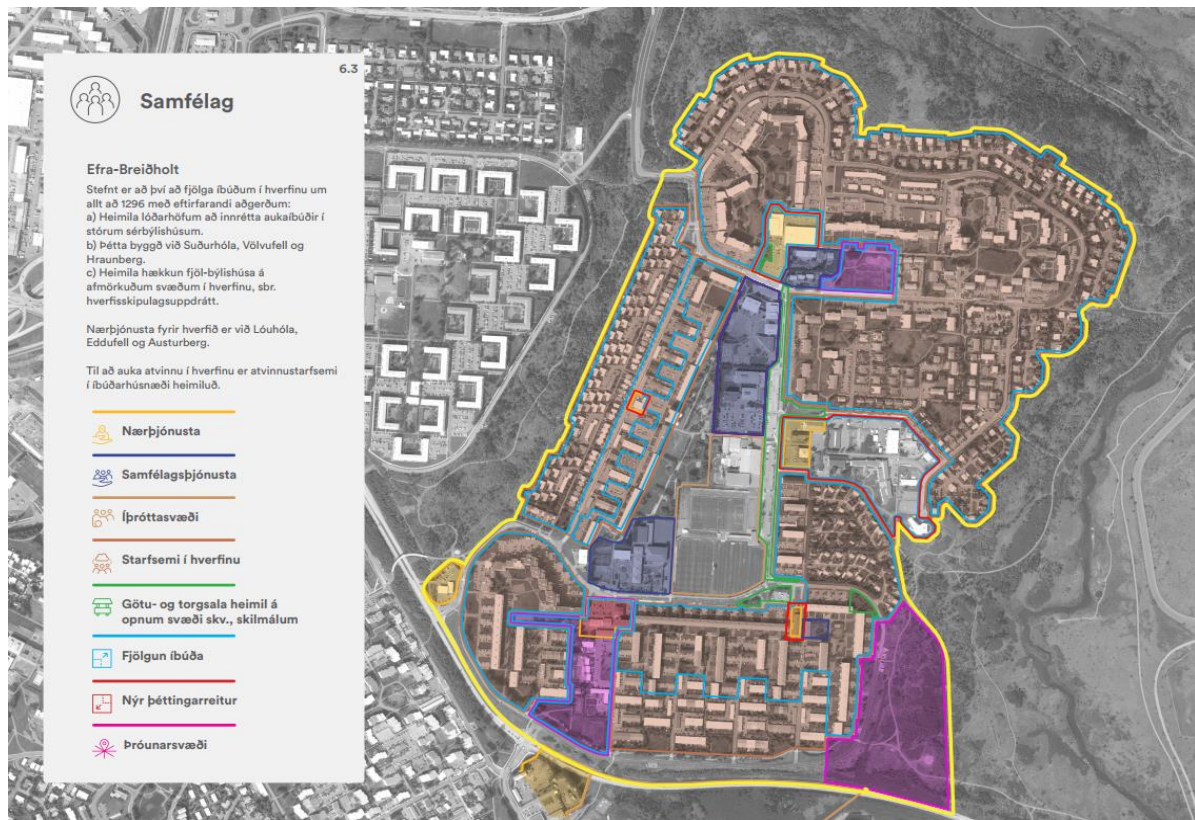 6.3
Samfélag
Efra-Breiðholt
Stefnt er að því að fjölga íbúðum í hverfinu um
allt að 1296 með eftirfarandi aðgerðum:
a) Heimila lóðarhöfum að innrétta aukaíbúðir í
stórum sérbýlishúsum.
b) Þétta byggð við Suðurhóla, Völvufell og
Hraunberg.
c) Heimila hækkun fjöl-býlishúsa á
afmörkuðum svæðum í hverfinu, sbr.
hverfisskipulagsuppdrátt.
Nærþjónusta fyrir hverfið er við Lóuhóla,
Eddufell og Austurberg.
Til að auka atvinnu í hverfinu er atvinnustarfsemi
í íbúðarhúsnæði heimiluð.
Nærþjónusta
Samfélagsþjónusta
Íþróttasvæði
Starfsemi í hverfinu
Götu- og torgsala heimil á
opnum svæði skv., skilmálum
Fjölgun íbúða
Nýr þéttingarreitur
Þróunarsvæði